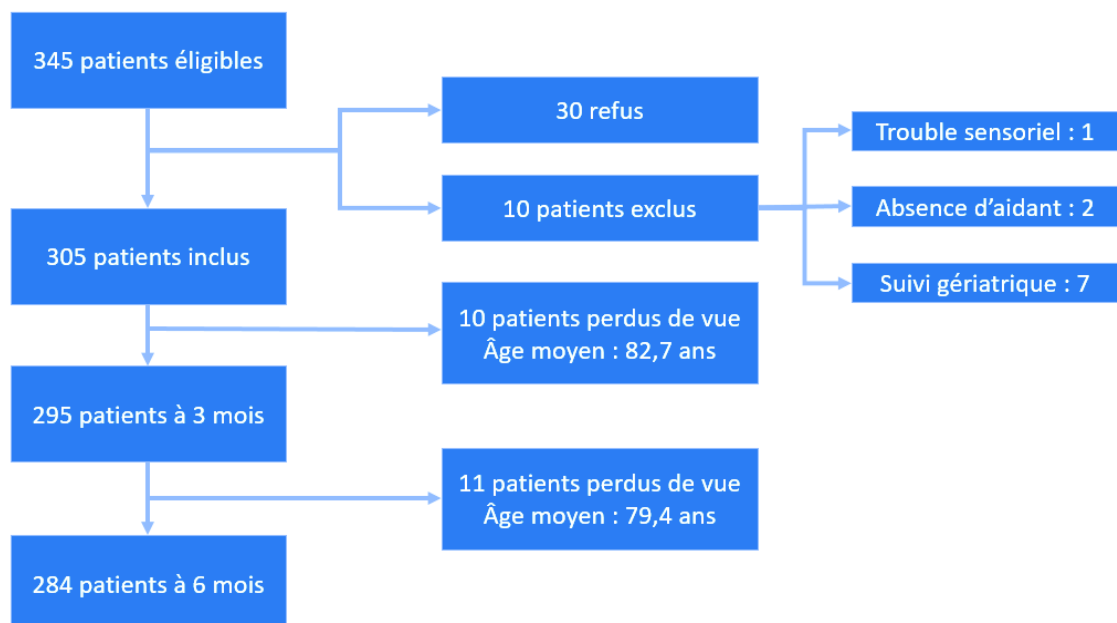 345 patients éligibles
30 refus
10 patients exclus
Trouble sensoriel : 1
Absence d’aidant : 2
Suivi gériatrique : 7
305 patients inclus
10 patients perdus de vue
Âge moyen : 82,7 ans
295 patients à 3 mois
11 patients perdus de vue
Âge moyen : 79,4 ans
284 patients à 6 mois